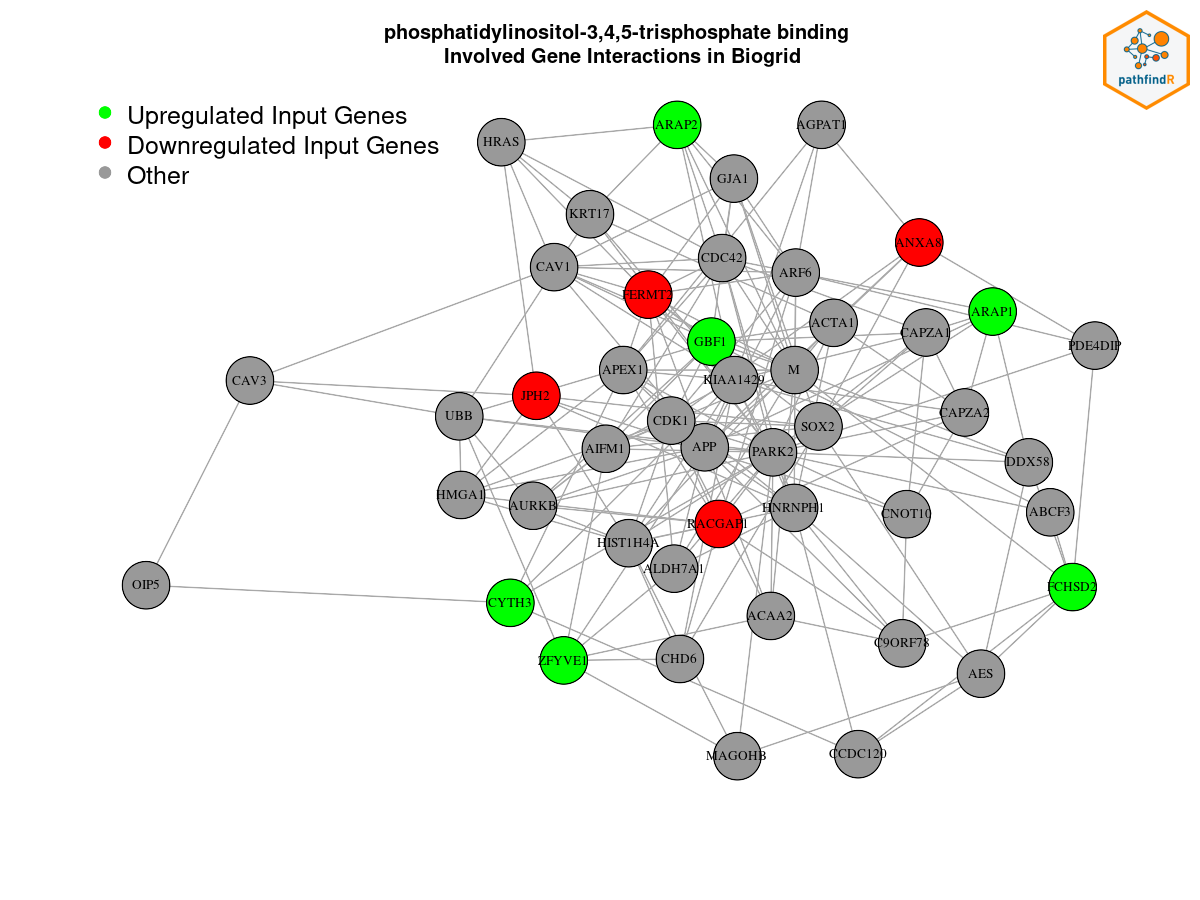 phosphatidylinositol-3,4,5-trisphosphate binding
Involved Gene Interactions in Biogrid
pathfindR
Upregulated Input Genes
Downregulated Input Genes
Other
ARAP2
AGPAT1
HRAS
GJA1
KRT17
ANXA8
CDC42
CAV1
ARF6
FERMT2
ARAP1
ACTA1
CAPZA1
GBF1
PDE4DIP
APEX1
M
KIAA1429
CAV3
JPH2
UBB
CAPZA2
CDK1
SOX2
AIFM1
APP
PARK2
DDX58
HMGA1
AURKB
HNRNPH1
CNOT10
ABCF3
RACGAP1
HIST1H4A
ALDH7A1
OIP5
FCHSD2
CYTH3
ACAA2
C9ORF78
ZFYVE1
CHD6
AES
MAGOHB
CCDC120